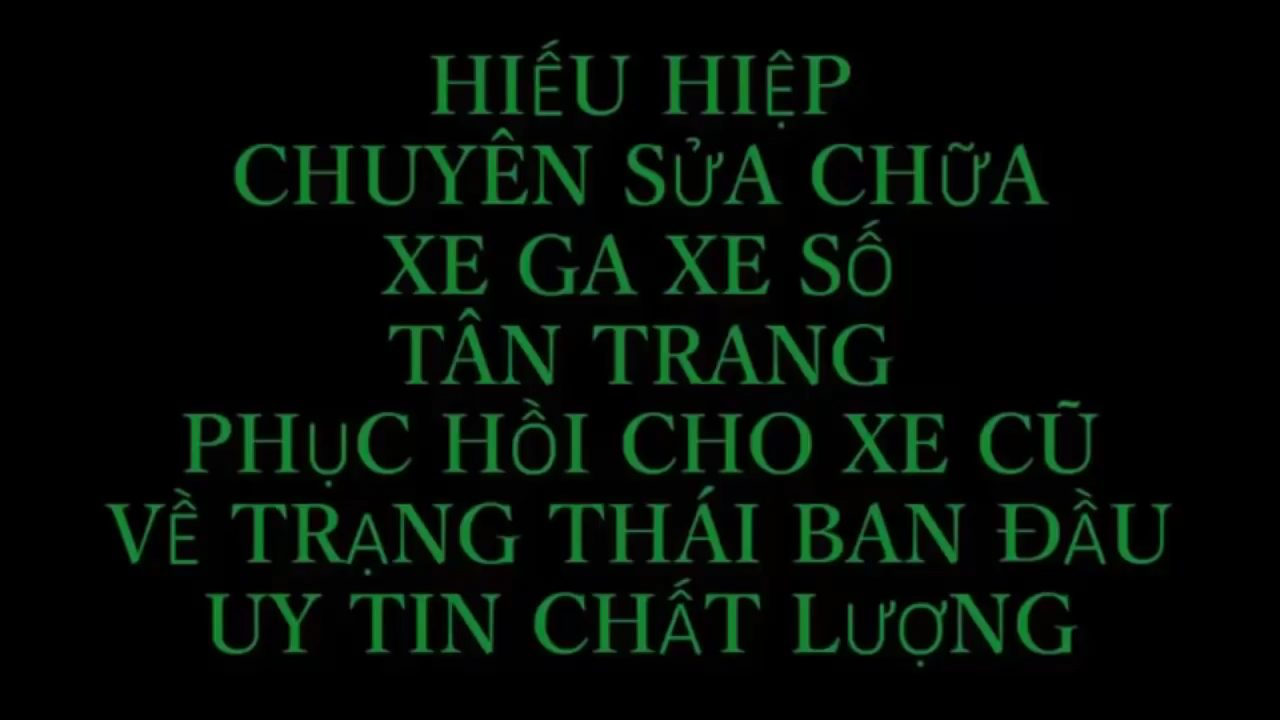 HIẾU HIỆP
CHUYÊN SỬA CHỮA
XE GA XE SỐ
TÂN TRANG
PHỤC HỒI CHO XE CŨ
VỀ TRẠNG THÁI BAN ĐẦU
UY TIN CHẤT LƯỢNG